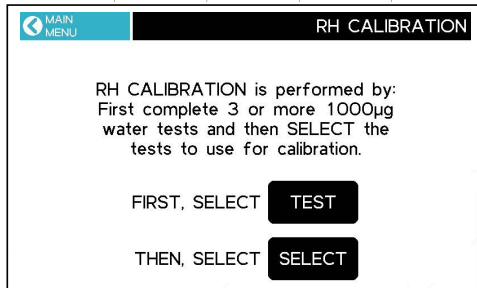 MAIN
MENU
RH CALIBRATION
RH CALIBRATION is performed by:
First complete 3 or more 1000µg
water tests and then SELECT the
tests to use for calibration.
FIRST, SELECT TEST
THEN, SELECT SELECT